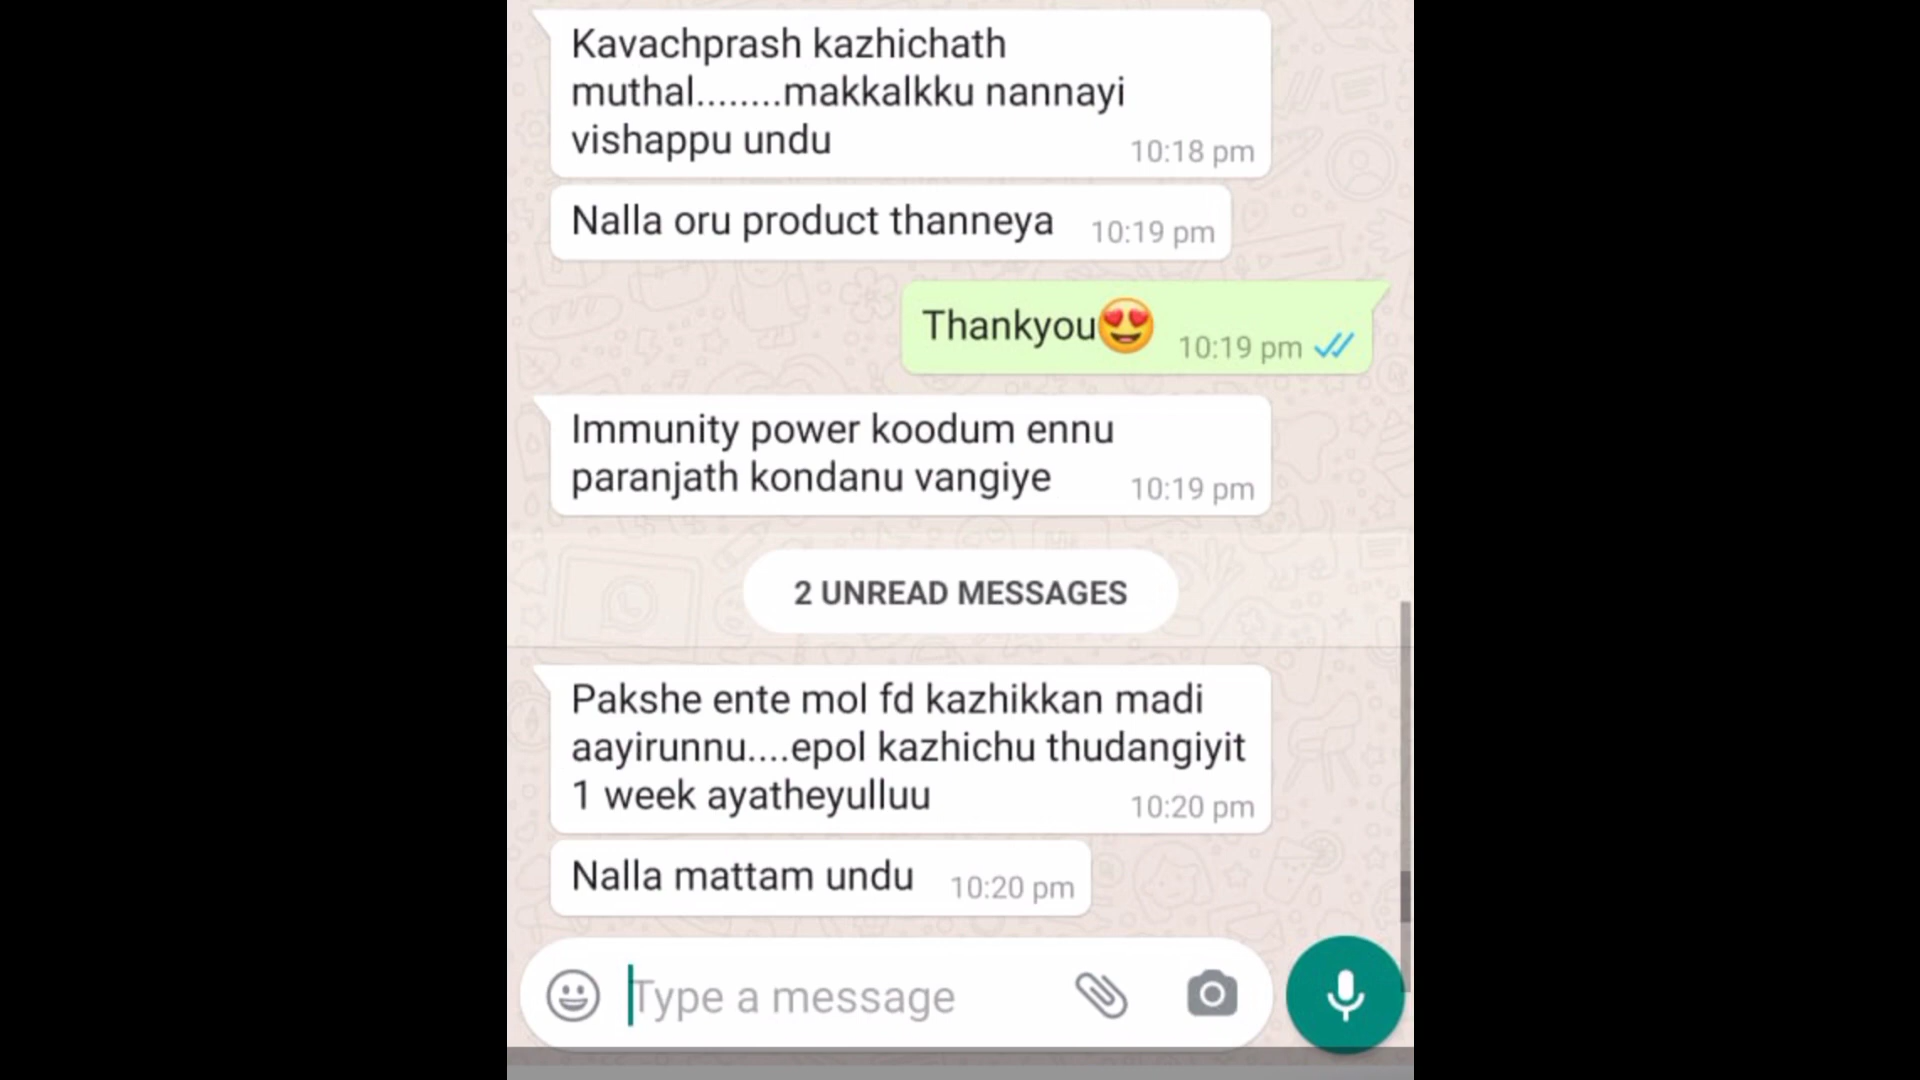 Kavachprash kazhichath
muthal........makkalkku nannayi
vishappu undu
10:18 pm
Nalla oru product thanneya 10:19 pm
Thankyou😍 10:19 pm
Immunity power koodum ennu
paranjath kondanu vangiye 10:19 pm
2 UNREAD MESSAGES
Pakshe ente mol fd kazhikkan madi
aayirunnu....epol kazhichu thudangiyit
1 week ayatheyulluu 10:20 pm
Nalla mattam undu 10:20 pm
Type a message